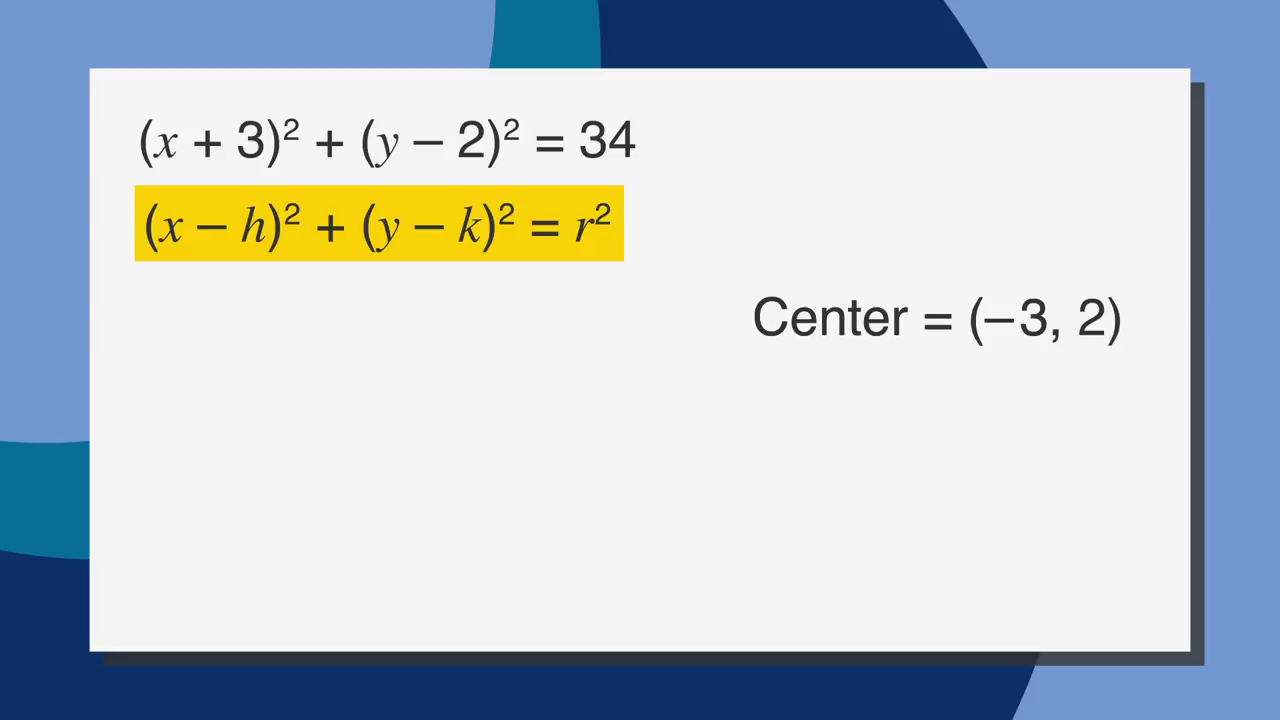 (x + 3)² + (y − 2)² = 34
(x − h)² + (y − k)² = r²
Center = (−3, 2)